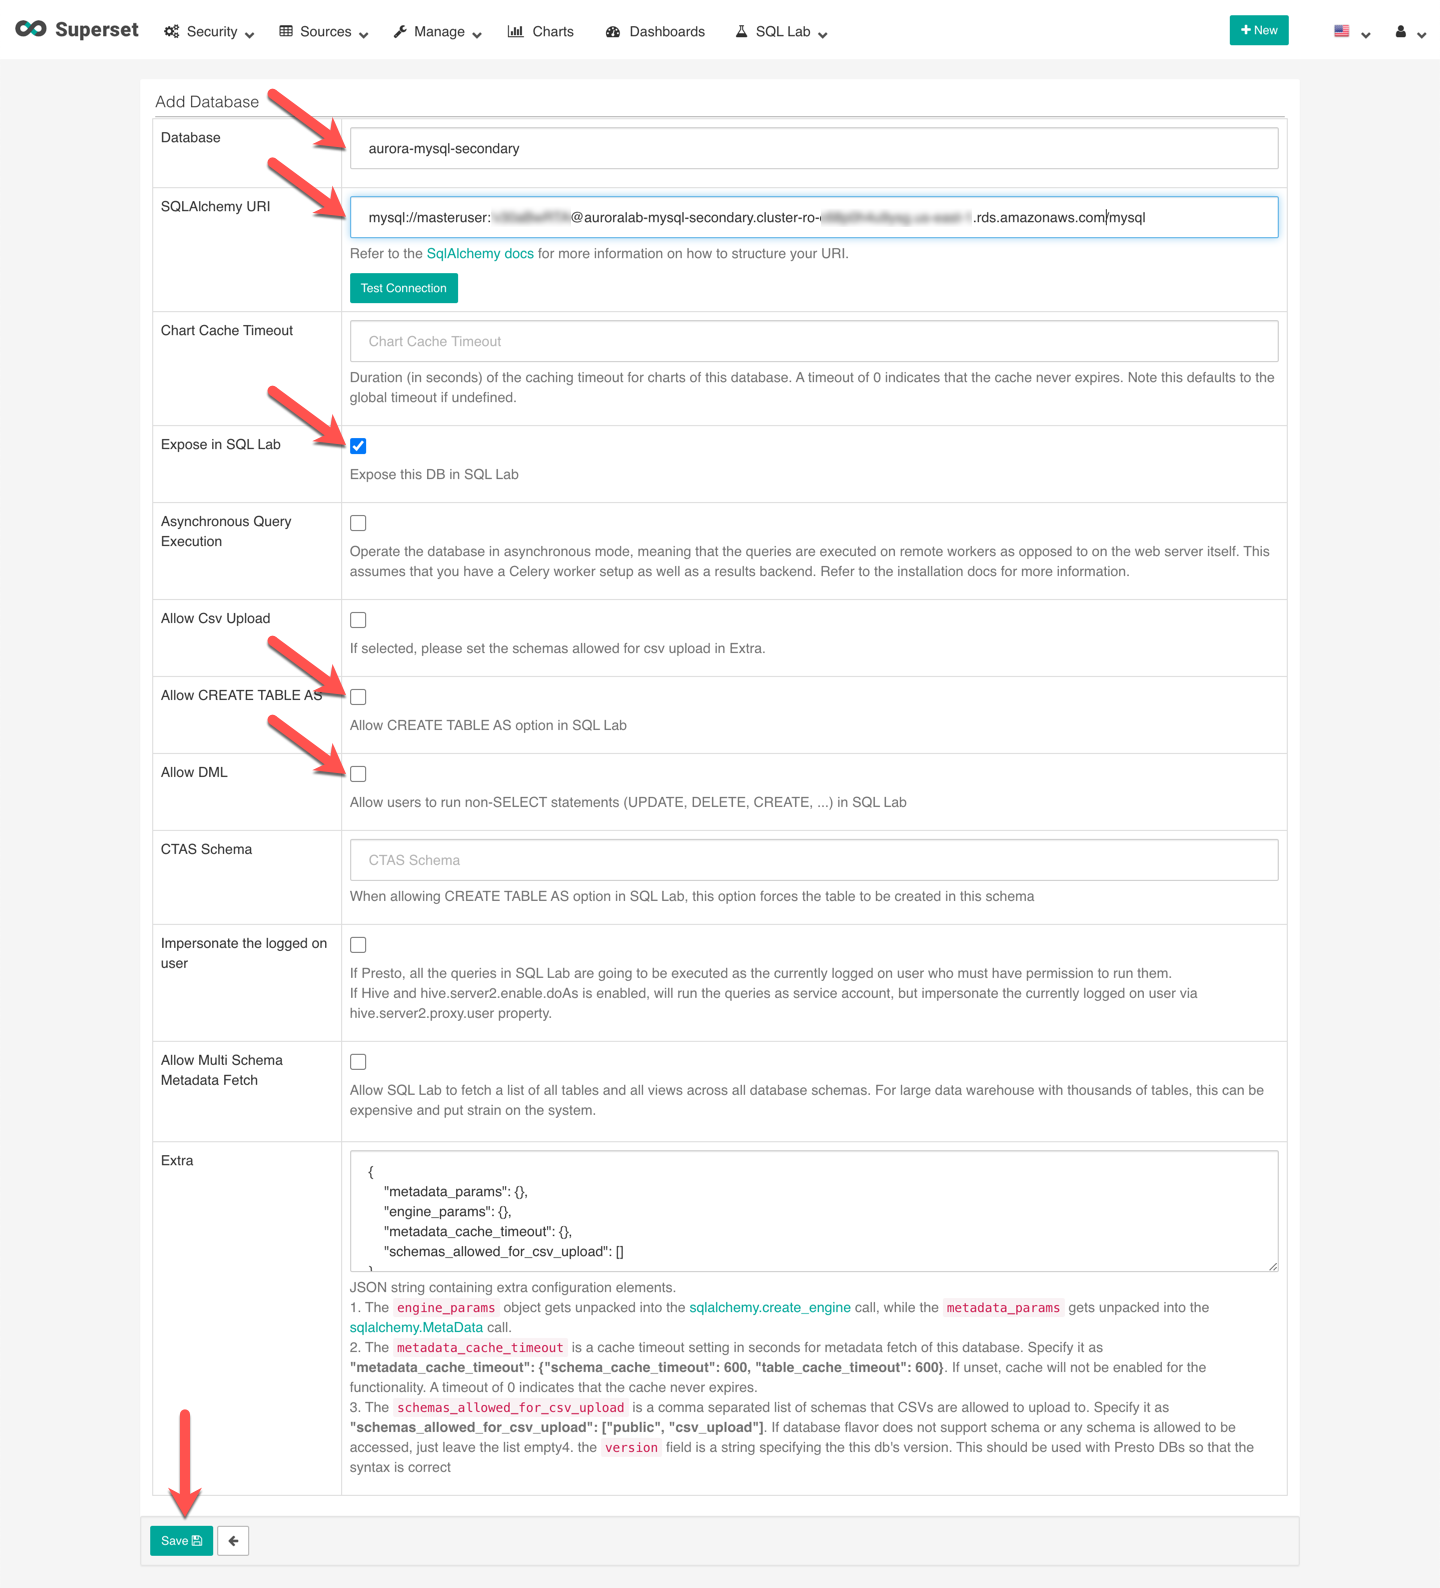 Superset Security Sources Manage Charts Dashboards SQL Lab + New
Add Database
Database
aurora-mysql-secondary
SQLAlchemy URI
mysql://masteruser: @auroralab-mysql-secondary.cluster-ro- .rds.amazonaws.com/mysql
Refer to the SqlAlchemy docs for more information on how to structure your URI.
Test Connection
Chart Cache Timeout
Chart Cache Timeout
Duration (in seconds) of the caching timeout for charts of this database. A timeout of 0 indicates that the cache never expires. Note this defaults to the
global timeout if undefined.
Expose in SQL Lab
Expose this DB in SQL Lab
Asynchronous Query
Execution
Operate the database in asynchronous mode, meaning that the queries are executed on remote workers as opposed to on the web server itself. This
assumes that you have a Celery worker setup as well as a results backend. Refer to the installation docs for more information.
Allow Csv Upload
If selected, please set the schemas allowed for csv upload in Extra.
Allow CREATE TABLE AS
Allow CREATE TABLE AS option in SQL Lab
Allow DML
Allow users to run non-SELECT statements (UPDATE, DELETE, CREATE, ...) in SQL Lab
CTAS Schema
CTAS Schema
When allowing CREATE TABLE AS option in SQL Lab, this option forces the table to be created in this schema
Impersonate the logged on
user
If Presto, all the queries in SQL Lab are going to be executed as the currently logged on user who must have permission to run them.
If Hive and hive.server2.enable.doAs is enabled, will run the queries as service account, but impersonate the currently logged on user via
hive.server2.proxy.user property.
Allow Multi Schema
Metadata Fetch
Allow SQL Lab to fetch a list of all tables and all views across all database schemas. For large data warehouse with thousands of tables, this can be
expensive and put strain on the system.
Extra
{
"metadata_params": {},
"engine_params": {},
"metadata_cache_timeout": {},
"schemas_allowed_for_csv_upload": []
}
JSON string containing extra configuration elements.
1. The engine_params object gets unpacked into the sqlalchemy.create_engine call, while the metadata_params gets unpacked into the
sqlalchemy.MetaData call.
2. The metadata_cache_timeout is a cache timeout setting in seconds for metadata fetch of this database. Specify it as
"metadata_cache_timeout": {"schema_cache_timeout": 600, "table_cache_timeout": 600}. If unset, cache will not be enabled for the
functionality. A timeout of 0 indicates that the cache never expires.
3. The schemas_allowed_for_csv_upload is a comma separated list of schemas that CSVs are allowed to upload to. Specify it as
"schemas_allowed_for_csv_upload": ["public", "csv_upload"]. If database flavor does not support schema or any schema is allowed to be
accessed, just leave the list empty4. the version field is a string specifying the this db's version. This should be used with Presto DBs so that the
syntax is correct
Save